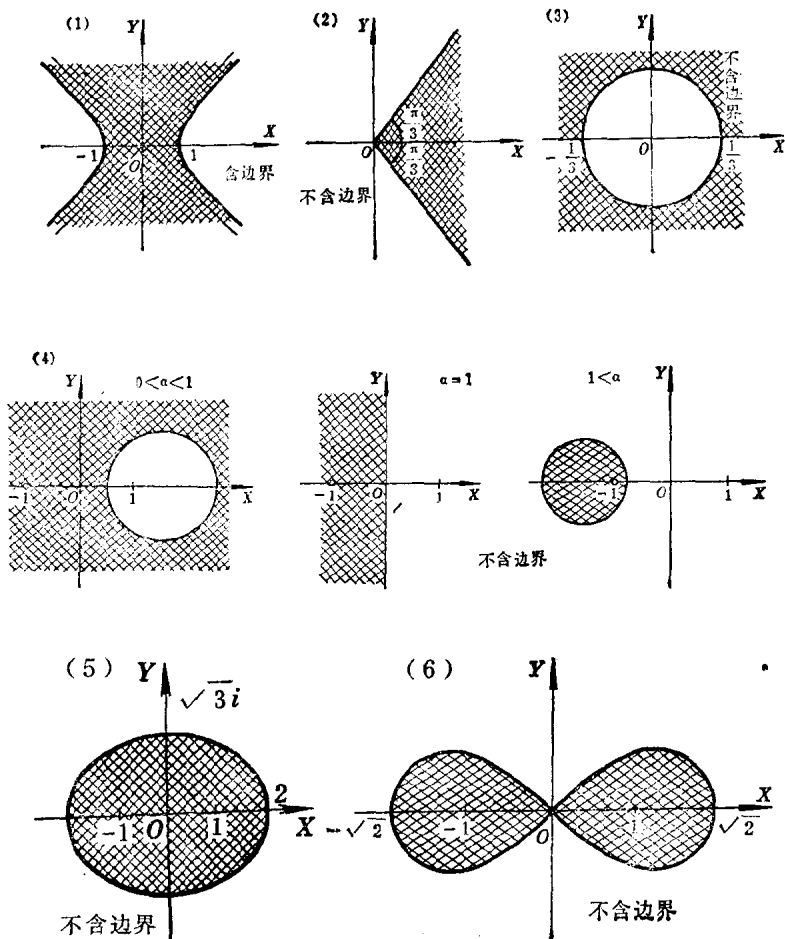 (1)
Y
X
-1
O
1
含边界
(2)
Y
π/3
π/3
O
X
不含边界
(3)
Y
不含边界
-1/3
O
1/3
X
(4)
Y
0<α<1
-1
O
1
X
Y
α=1
-1
O
1
X
1<α
Y
-1
O
1
X
不含边界
(5)
Y
√3i
2
-1
O
1
X
不含边界
(6)
Y
X
-√2
-1
O
1
√2
不含边界